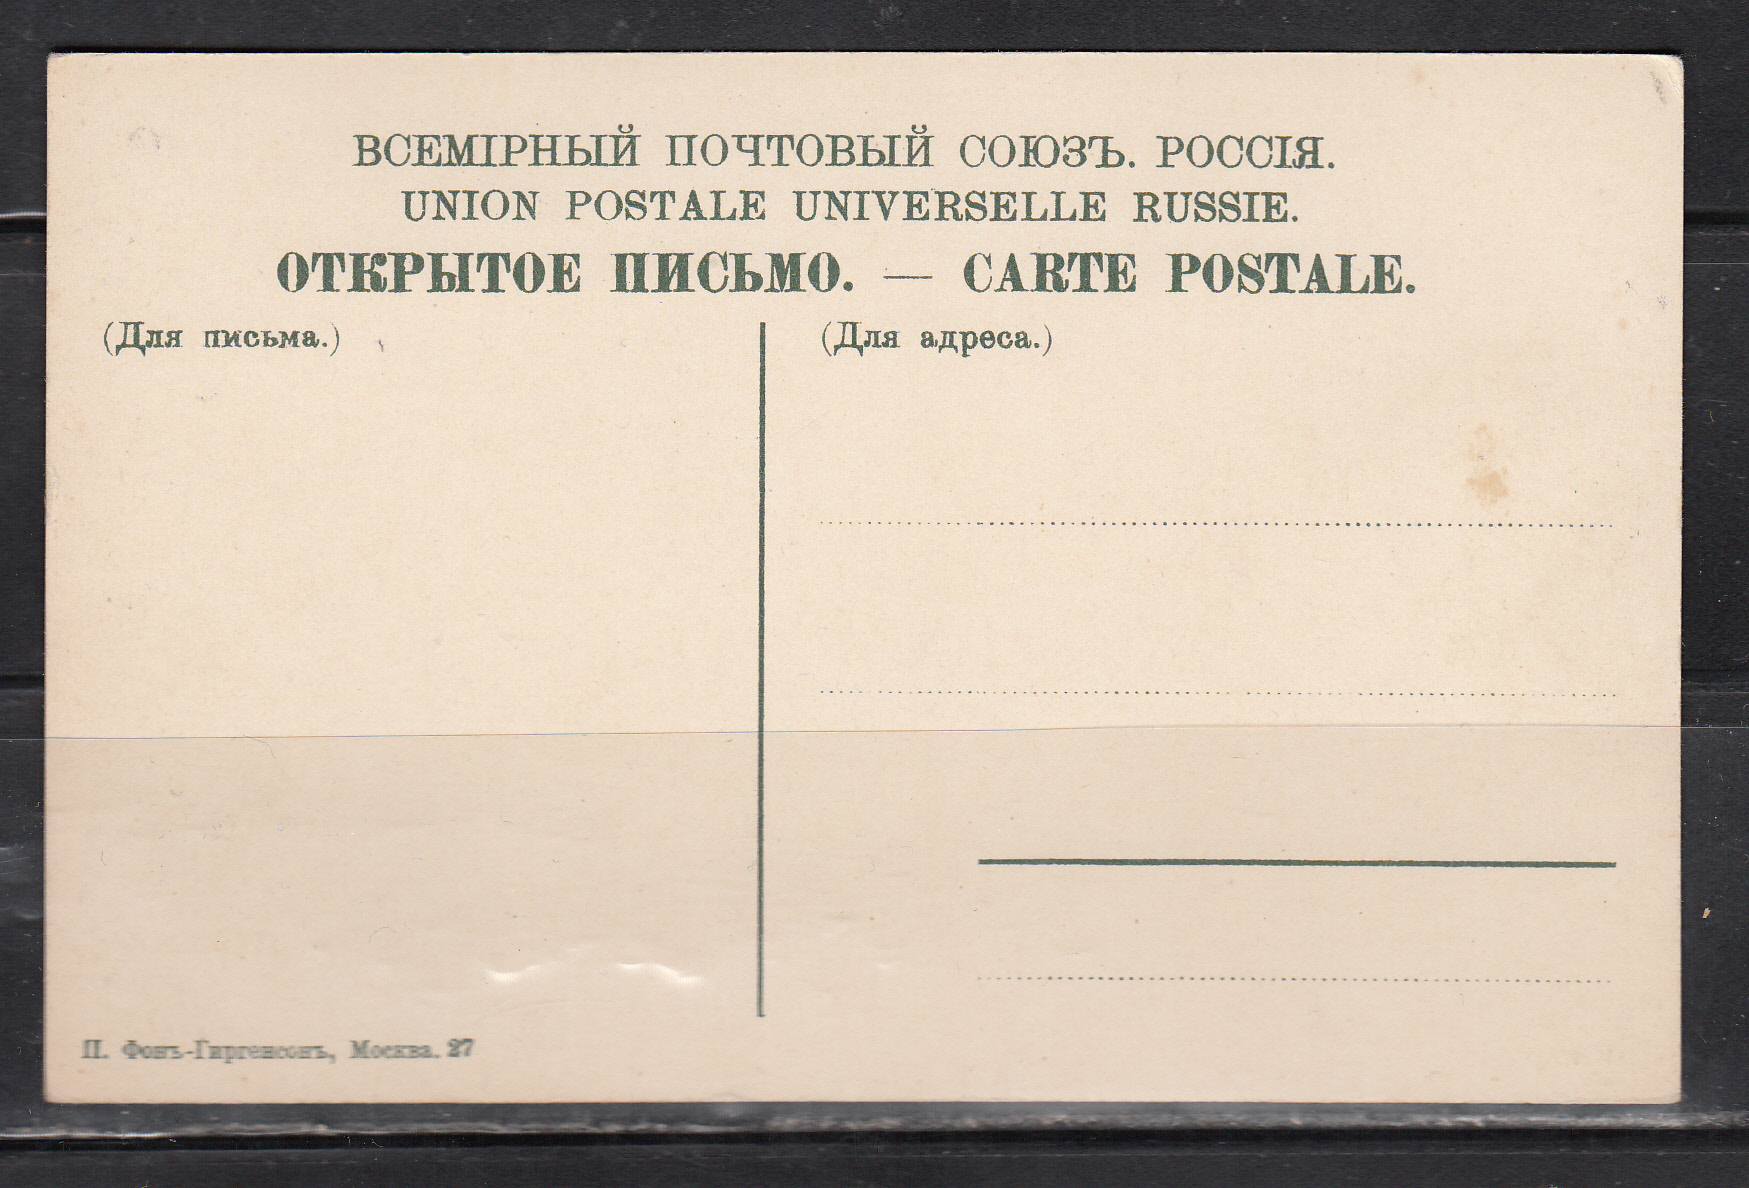 ВСЕМІРНЫЙ ПОЧТОВЫЙ СОЮЗЪ. РОССІЯ.
UNION POSTALE UNIVERSELLE RUSSIE.
ОТКРЫТОЕ ПИСЬМО. — CARTE POSTALE.
(Для письма.)
(Для адреса.)
П. Фонъ-Гиргенсонъ, Москва. 27